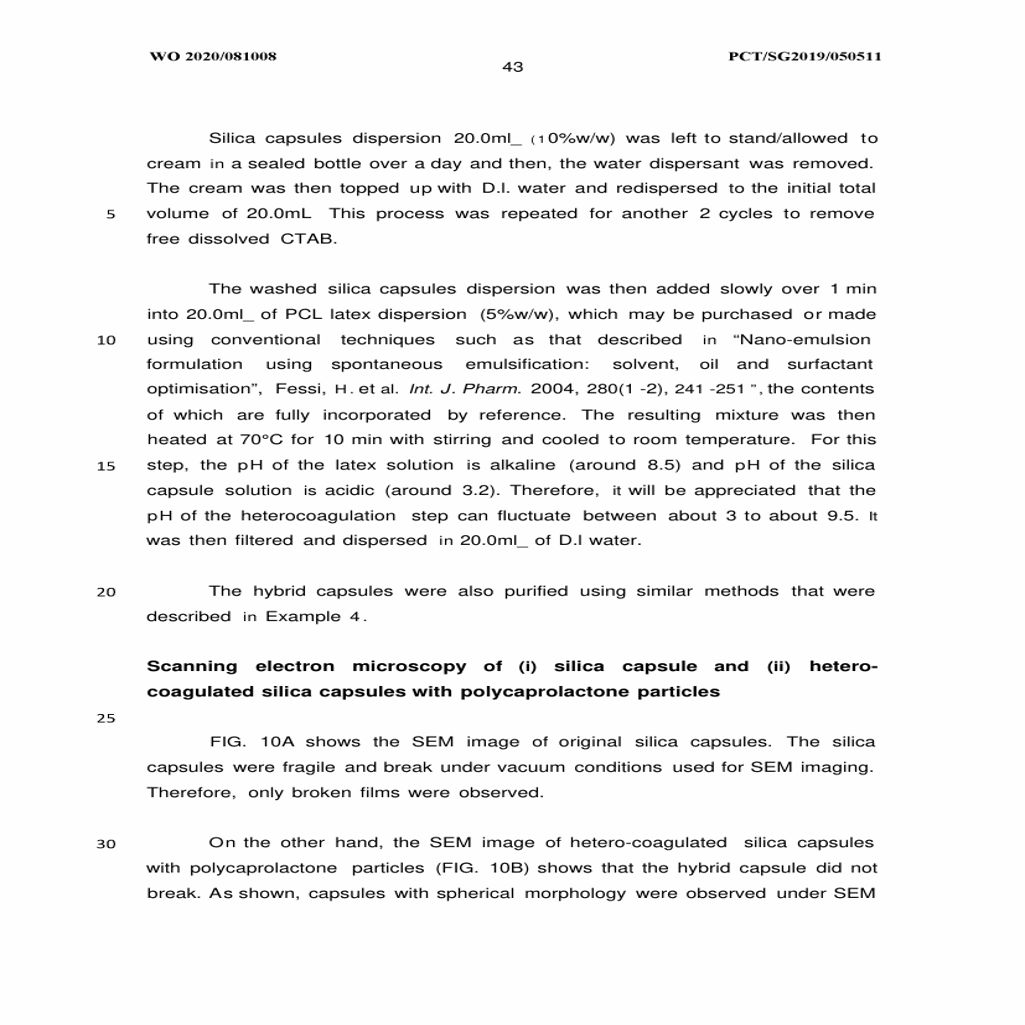 WO 2020/081008
PCT/SG2019/050511
43
Silica capsules dispersion 20.0ml_ (10%w/w) was left to stand/allowed to
cream in a sealed bottle over a day and then, the water dispersant was removed.
The cream was then topped up with D.I. water and redispersed to the initial total
5 volume of 20.0mL This process was repeated for another 2 cycles to remove
free dissolved CTAB.
The washed silica capsules dispersion was then added slowly over 1 min
into 20.0ml_ of PCL latex dispersion (5%w/w), which may be purchased or made
10 using conventional techniques such as that described in “Nano-emulsion
formulation using spontaneous emulsification: solvent, oil and surfactant
optimisation”, Fessi, H. et al. Int. J. Pharm. 2004, 280(1 -2), 241 -251 ”, the contents
of which are fully incorporated by reference. The resulting mixture was then
heated at 70°C for 10 min with stirring and cooled to room temperature. For this
15 step, the pH of the latex solution is alkaline (around 8.5) and pH of the silica
capsule solution is acidic (around 3.2). Therefore, it will be appreciated that the
pH of the heterocoagulation step can fluctuate between about 3 to about 9.5. It
was then filtered and dispersed in 20.0ml_ of D.I water.
20 The hybrid capsules were also purified using similar methods that were
described in Example 4.
Scanning electron microscopy of (i) silica capsule and (ii) hetero-
coagulated silica capsules with polycaprolactone particles
25
FIG. 10A shows the SEM image of original silica capsules. The silica
capsules were fragile and break under vacuum conditions used for SEM imaging.
Therefore, only broken films were observed.
30 On the other hand, the SEM image of hetero-coagulated silica capsules
with polycaprolactone particles (FIG. 10B) shows that the hybrid capsule did not
break. As shown, capsules with spherical morphology were observed under SEM